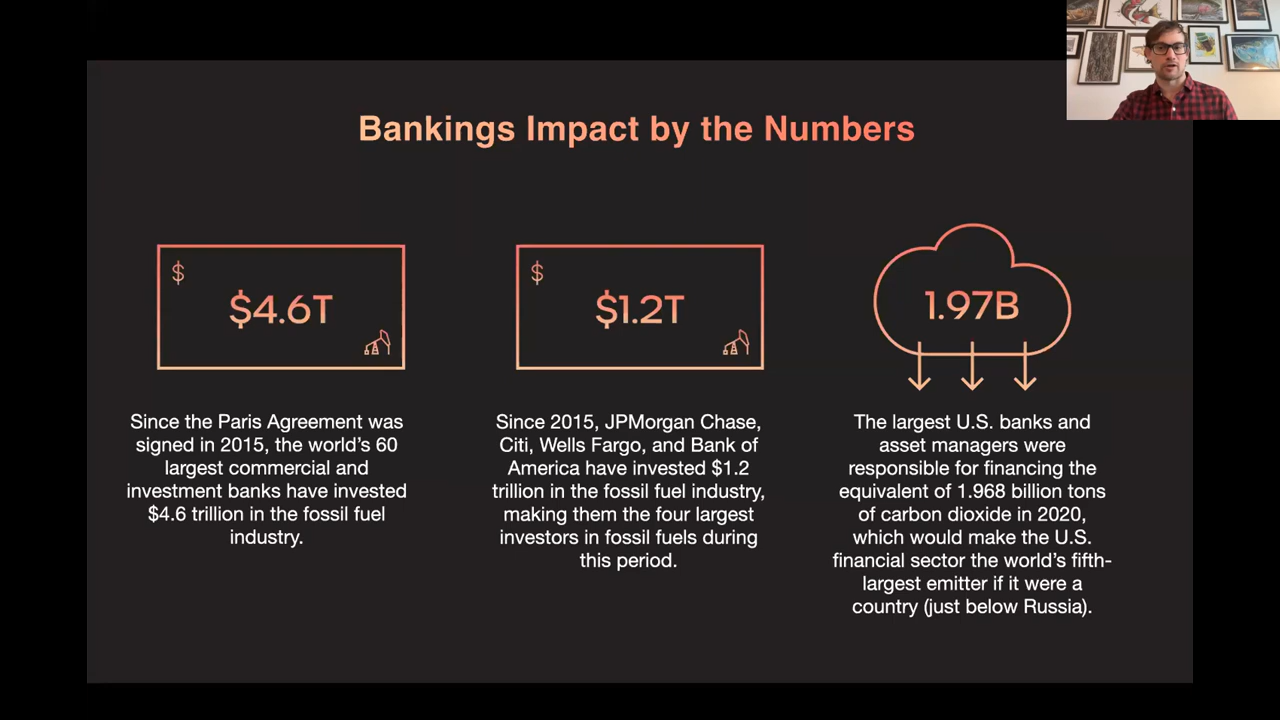 Bankings Impact by the Numbers
$
$4.6T
Since the Paris Agreement was
signed in 2015, the world's 60
largest commercial and
investment banks have invested
$4.6 trillion in the fossil fuel
industry.
$
$1.2T
Since 2015, JPMorgan Chase,
Citi, Wells Fargo, and Bank of
America have invested $1.2
trillion in the fossil fuel industry,
making them the four largest
investors in fossil fuels during
this period.
1.97B
The largest U.S. banks and
asset managers were
responsible for financing the
equivalent of 1.968 billion tons
of carbon dioxide in 2020,
which would make the U.S.
financial sector the world's fifth-
largest emitter if it were a
country (just below Russia).